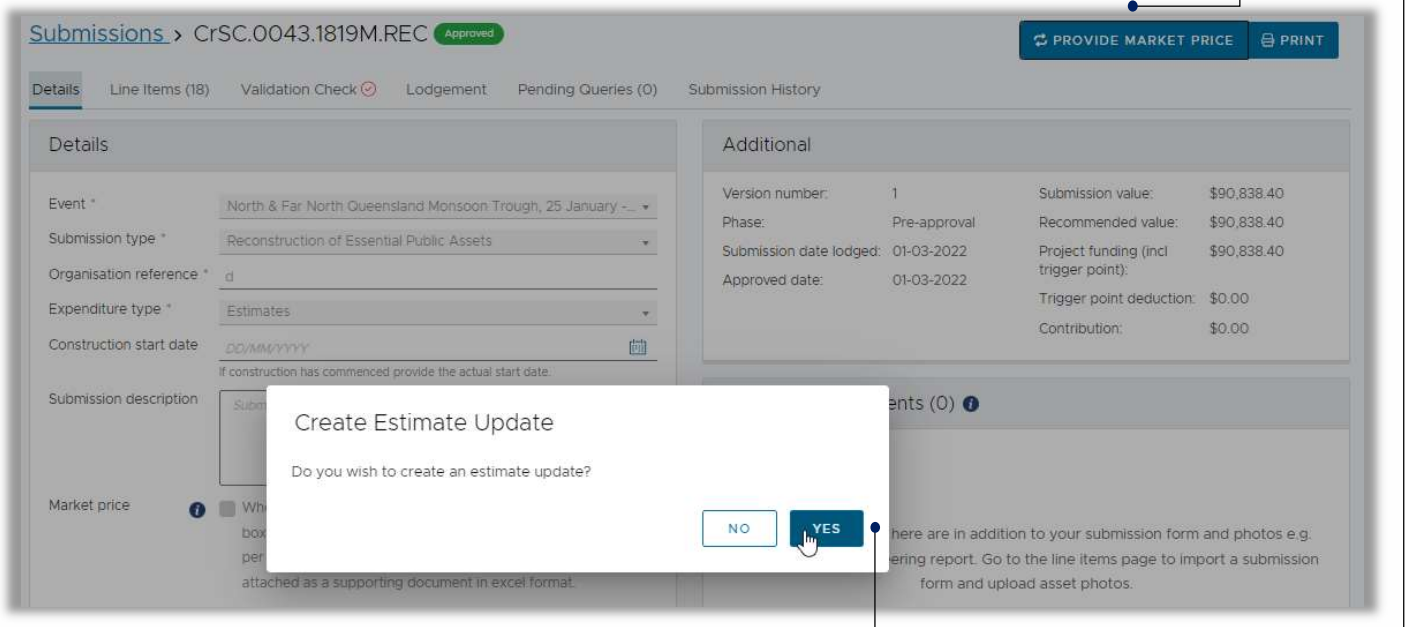 Submissions > CrSC.0043.1819M.REC Approved
PROVIDE MARKET PRICE PRINT
Details Line Items (18) Validation Check Lodgement Pending Queries (0) Submission History
Details
Event * North & Far North Queensland Monsoon Trough, 25 January -...
Submission type * Reconstruction of Essential Public Assets
Organisation reference * d
Expenditure type * Estimates
Construction start date DD/MM/YYYY
If construction has commenced provide the actual start date.
Submission description
Market price
box
per
attached as a supporting document in excel format.
Additional
Version number: 1 Submission value: $90,838.40
Phase: Pre-approval Recommended value: $90,838.40
Submission date lodged: 01-03-2022 Project funding (incl trigger point): $90,838.40
Approved date: 01-03-2022
Trigger point deduction: $0.00
Contribution: $0.00
ents (0)
here are in addition to your submission form and photos e.g.
ering report. Go to the line items page to import a submission
form and upload asset photos.
Create Estimate Update
Do you wish to create an estimate update?
NO YES